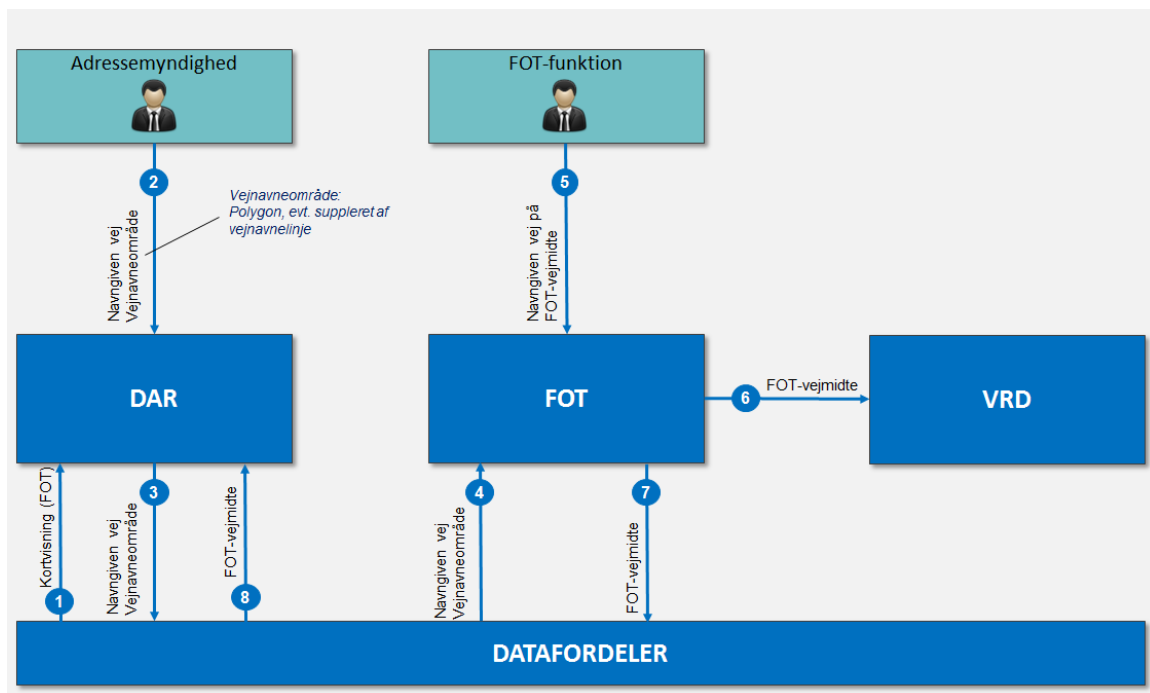 Adressemyndighed
FOT-funktion
2
5
Vejnavneområde:
Polygon, evt. suppleret af
vejnavnelinje
Navngiven vej
Vejnavneområde
Navngiven vej på
FOT-vejmidte
DAR
FOT
6
FOT-vejmidte
VRD
Kortvisning (FOT)
1
3
Navngiven vej
Vejnavneområde
FOT-vejmidte
8
4
Navngiven vej
Vejnavneområde
7
FOT-vejmidte
DATAFORDELER